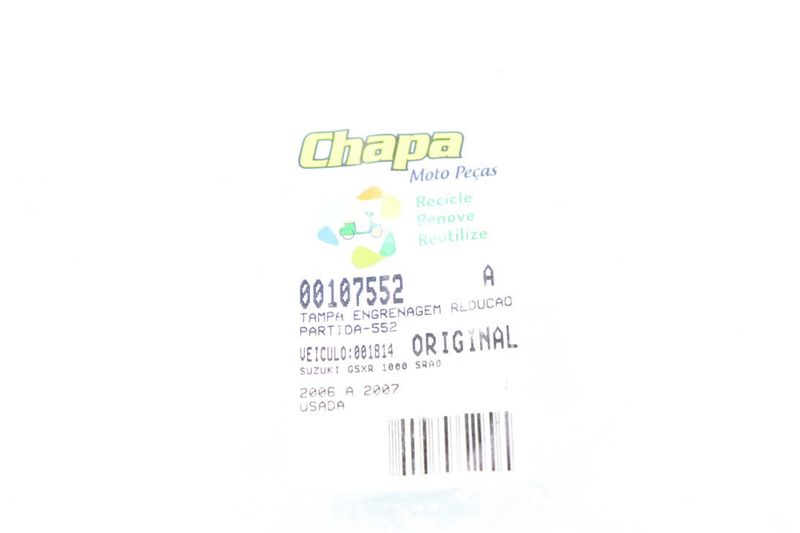 Chapa
Moto Peças
Recicle
Renove
Reutilize
00107552 A
TAMPA ENGRENAGEM REDUCAO
PARTIDA-552
VEICULO:001814 ORIGINAL
SUZUKI GSXR 1000 SRAD
2006 A 2007
USADA